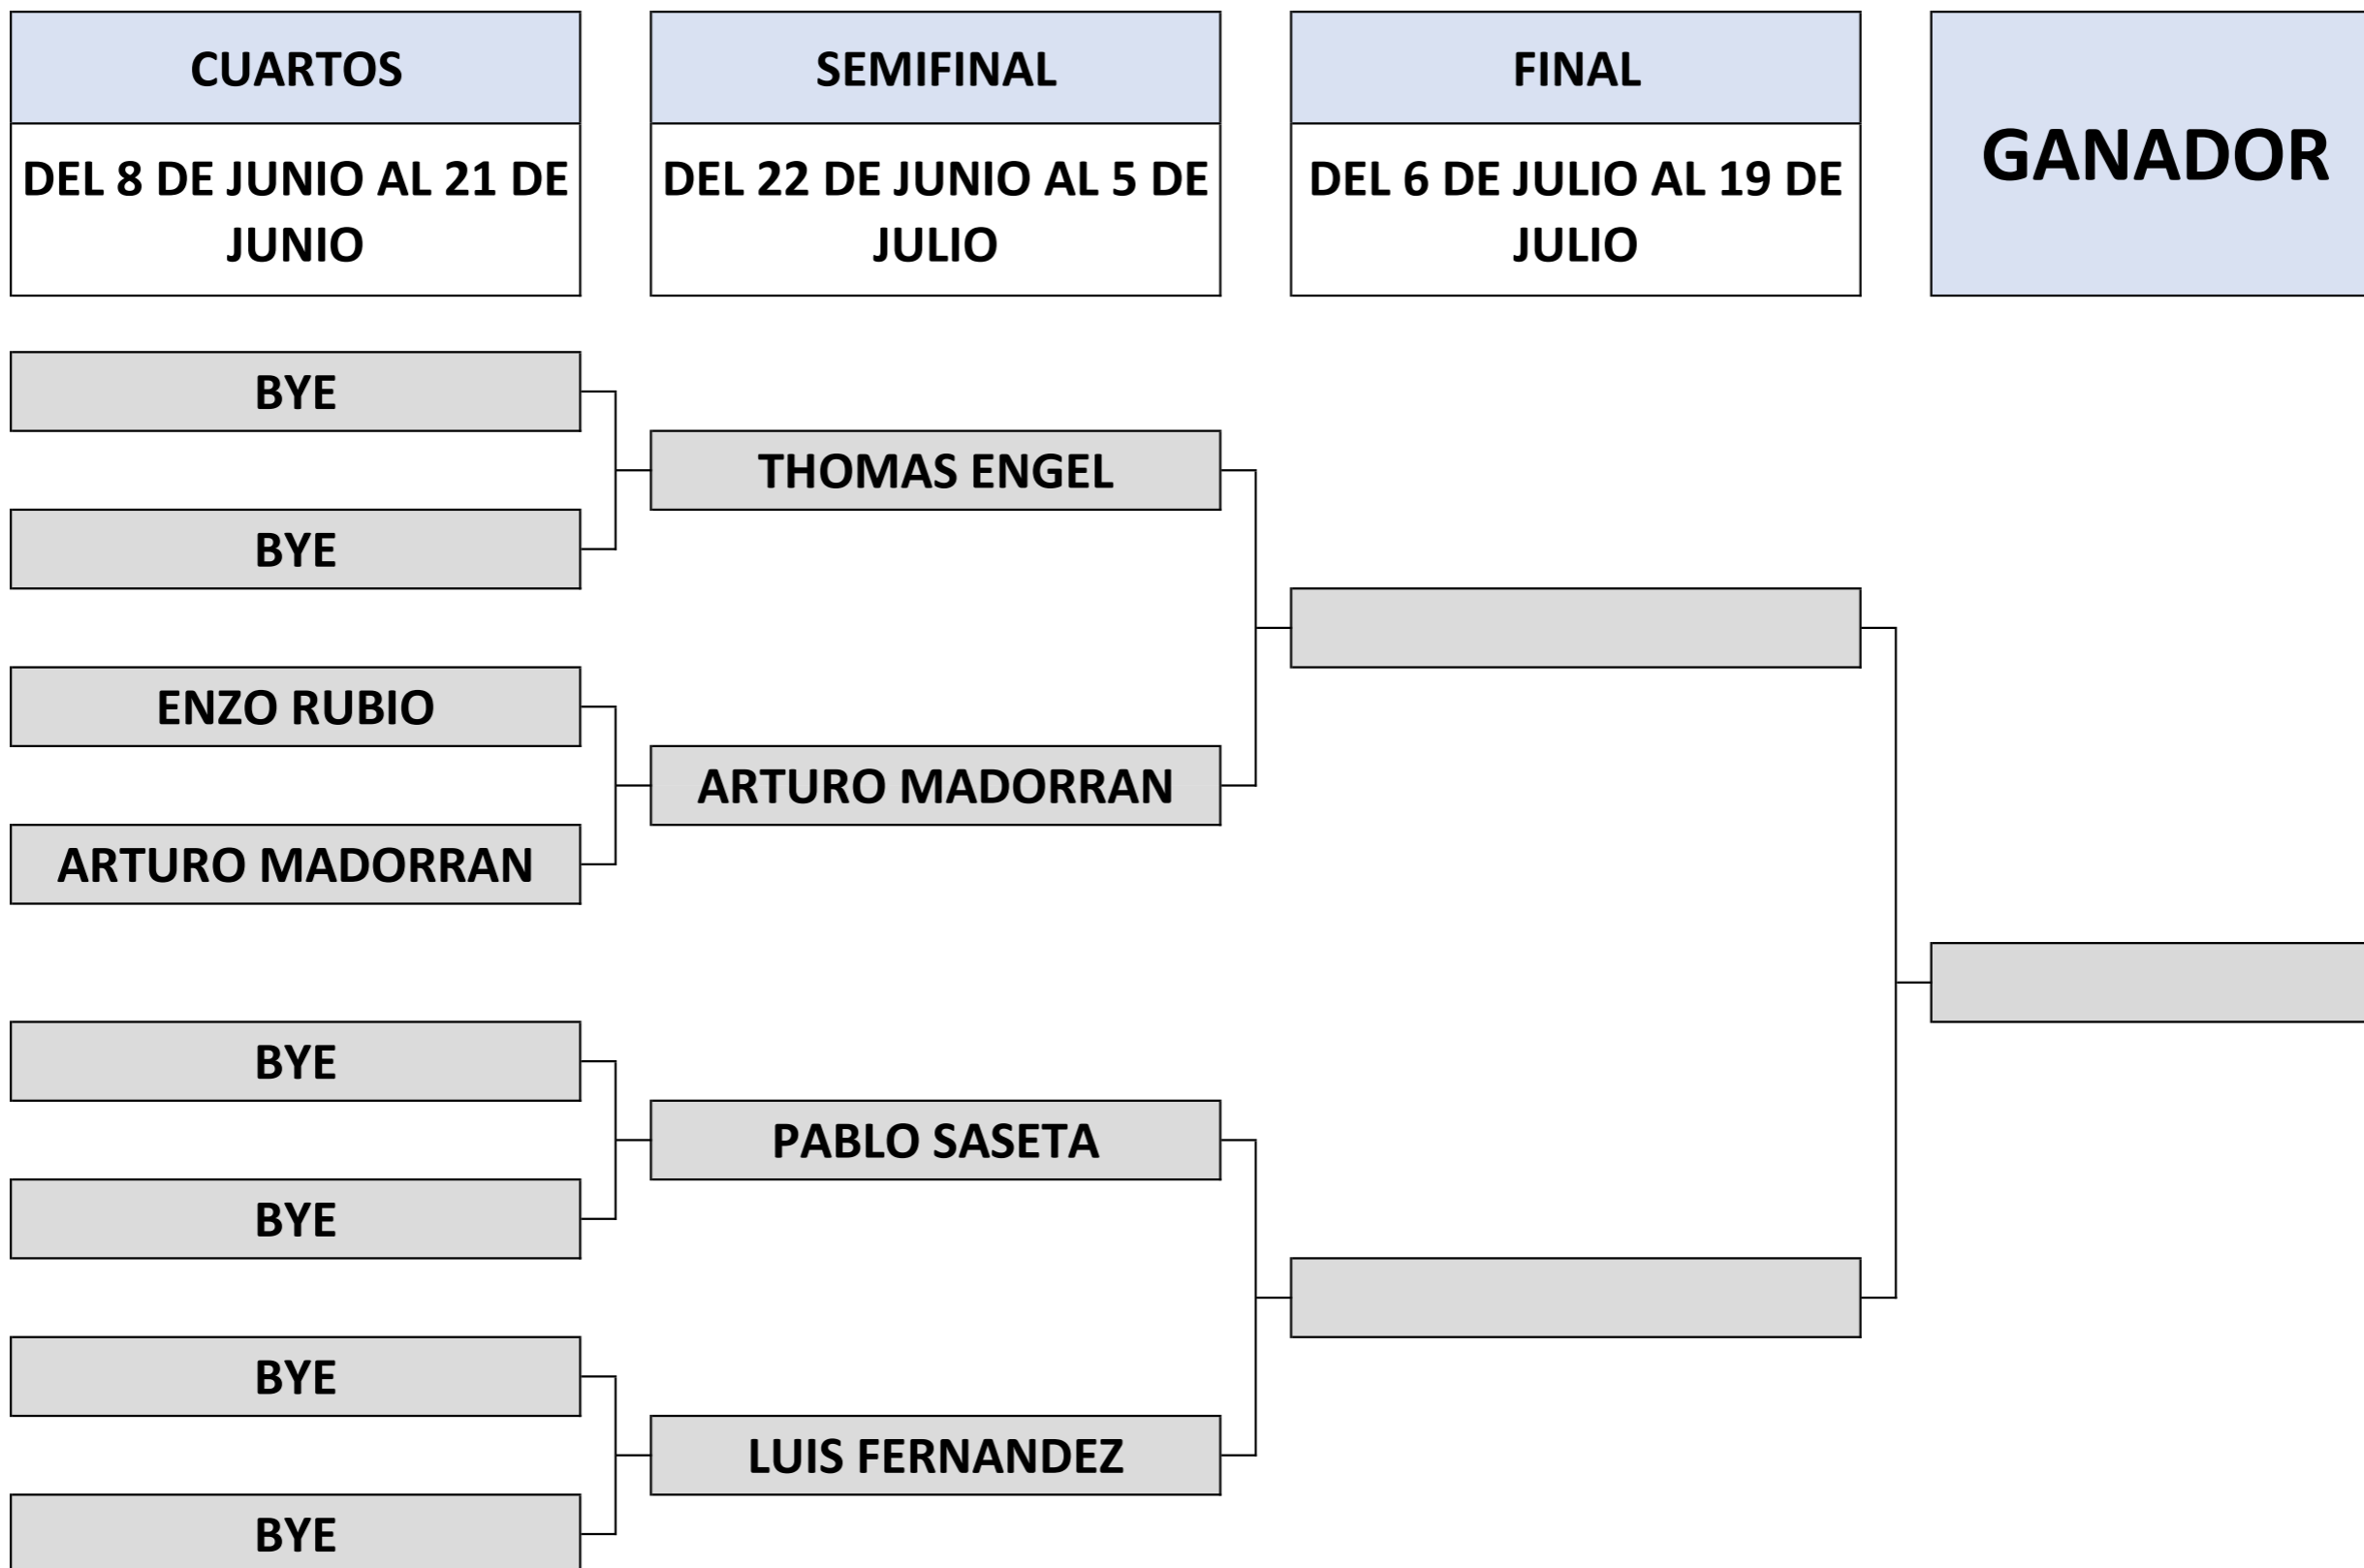 CUARTOS
SEMIFINAL
FINAL
GANADOR
DEL 8 DE JUNIO AL 21 DE
JUNIO
DEL 22 DE JUNIO AL 5 DE
JULIO
DEL 6 DE JULIO AL 19 DE
JULIO
BYE
THOMAS ENGEL
BYE
ENZO RUBIO
ARTURO MADORRAN
ARTURO MADORRAN
BYE
PABLO SASETA
BYE
BYE
LUIS FERNANDEZ
BYE